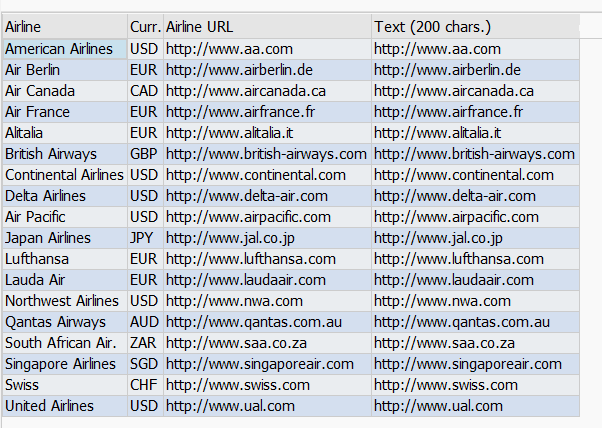 Airline Curr. Airline URL Text (200 chars.)
American Airlines USD http://www.aa.com http://www.aa.com
Air Berlin EUR http://www.airberlin.de http://www.airberlin.de
Air Canada CAD http://www.aircanada.ca http://www.aircanada.ca
Air France EUR http://www.airfrance.fr http://www.airfrance.fr
Alitalia EUR http://www.alitalia.it http://www.alitalia.it
British Airways GBP http://www.british-airways.com http://www.british-airways.com
Continental Airlines USD http://www.continental.com http://www.continental.com
Delta Airlines USD http://www.delta-air.com http://www.delta-air.com
Air Pacific USD http://www.airpacific.com http://www.airpacific.com
Japan Airlines JPY http://www.jal.co.jp http://www.jal.co.jp
Lufthansa EUR http://www.lufthansa.com http://www.lufthansa.com
Lauda Air EUR http://www.laudaair.com http://www.laudaair.com
Northwest Airlines USD http://www.nwa.com http://www.nwa.com
Qantas Airways AUD http://www.qantas.com.au http://www.qantas.com.au
South African Air. ZAR http://www.saa.co.za http://www.saa.co.za
Singapore Airlines SGD http://www.singaporeair.com http://www.singaporeair.com
Swiss CHF http://www.swiss.com http://www.swiss.com
United Airlines USD http://www.ual.com http://www.ual.com